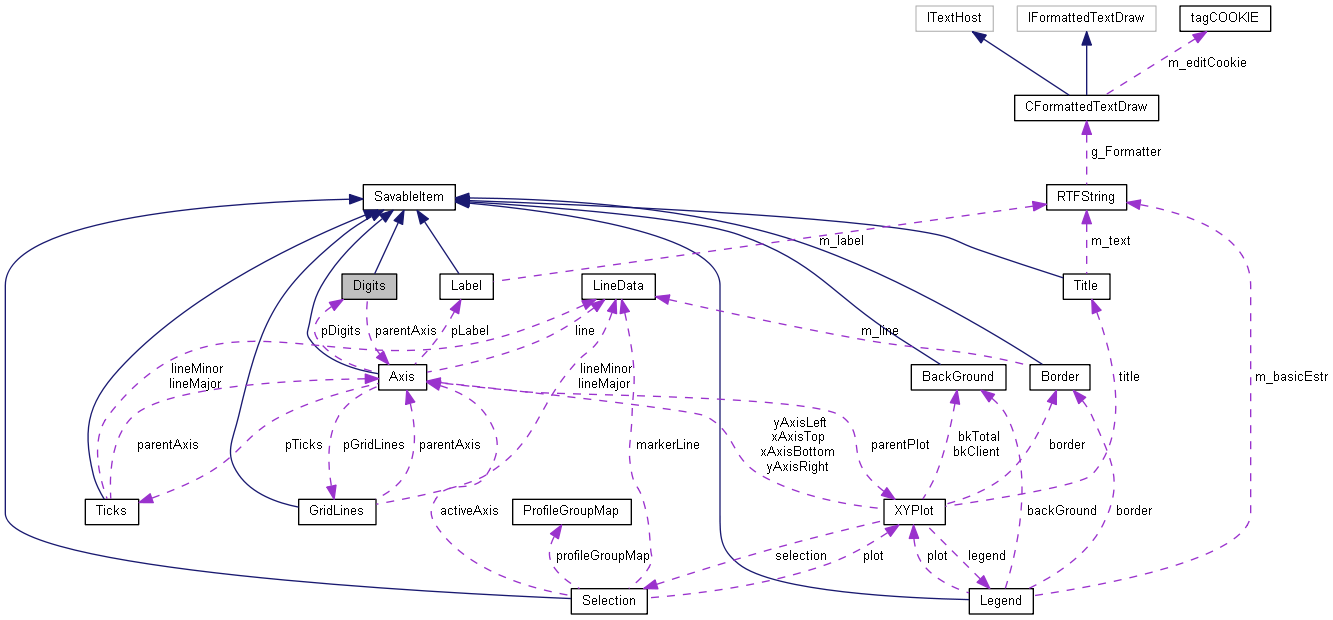 ITextHost
IFormattedTextDraw
tagCOOKIE
m_editCookie
CFormattedTextDraw
g_Formatter
SavableItem
RTFString
m_label
m_text
Digits
Label
LineData
Title
pDigits
parentAxis
pLabel
line
m_line
lineMinor
lineMajor
lineMinor
lineMajor
Axis
BackGround
Border
title
m_basicEstr
parentAxis
pTicks
pGridLines
parentAxis
markerLine
yAxisLeft
xAxisTop
xAxisBottom
yAxisRight
parentPlot
bkTotal
bkClient
border
Ticks
GridLines
activeAxis
ProfileGroupMap
XYPlot
backGround
border
profileGroupMap
selection
plot
plot
legend
Selection
Legend